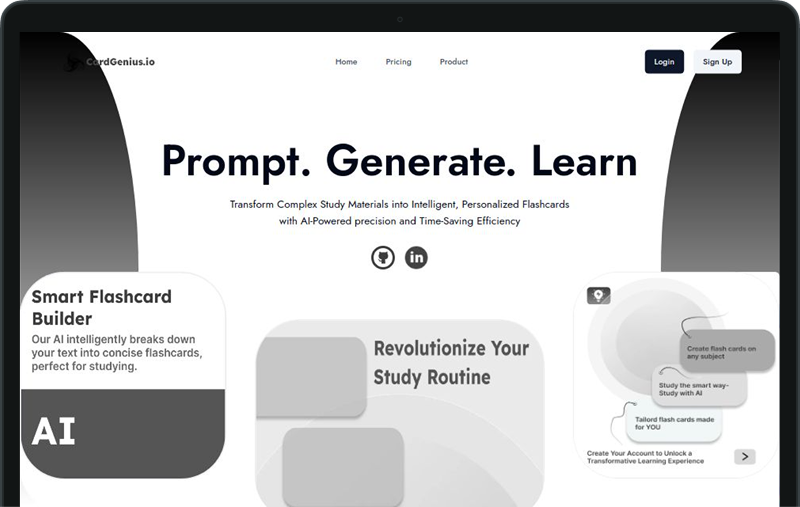 CardGenius.io
Home
Pricing
Product
Login
Sign Up
Prompt. Generate. Learn
Transform Complex Study Materials into Intelligent, Personalized Flashcards
with AI-Powered precision and Time-Saving Efficiency
in
Smart Flashcard
Builder
Our AI intelligently breaks down
your text into concise flashcards,
perfect for studying.
AI
Revolutionize Your
Study Routine
Create flash cards on
any subject
Study the smart way-
Study with AI
Tailord flash cards made
for YOU
Create Your Account to Unlock a
Transformative Learning Experience